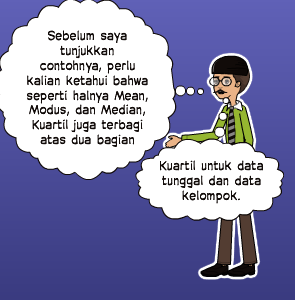 Sebelum saya
tunjukkan
contohnya, perlu
kalian ketahui bahwa
seperti halnya Mean,
Modus, dan Median,
Kuartil juga terbagi
atas dua bagian
Kuartil untuk data
tunggal dan data
kelompok.